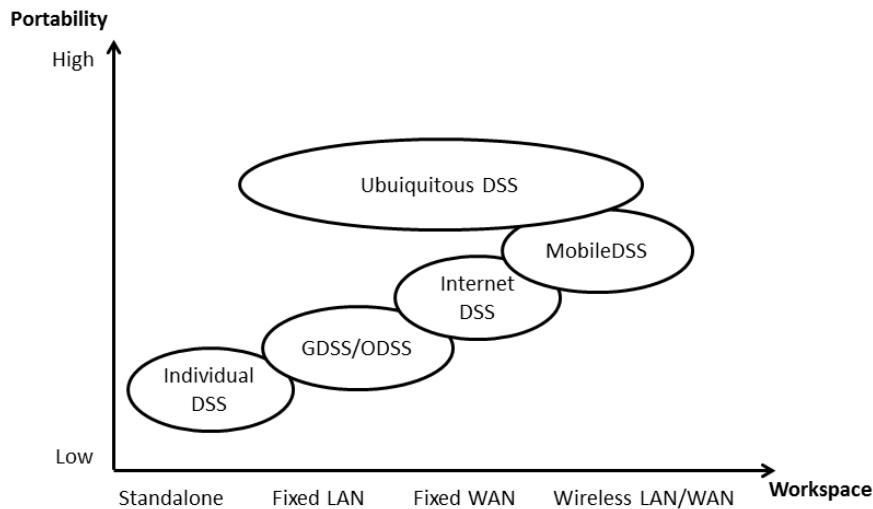 Portability
High
Ubuiquitous DSS
MobileDSS
Internet
DSS
GDSS/ODSS
Individual
DSS
Low
Standalone
Fixed LAN
Fixed WAN
Wireless LAN/WAN
Workspace